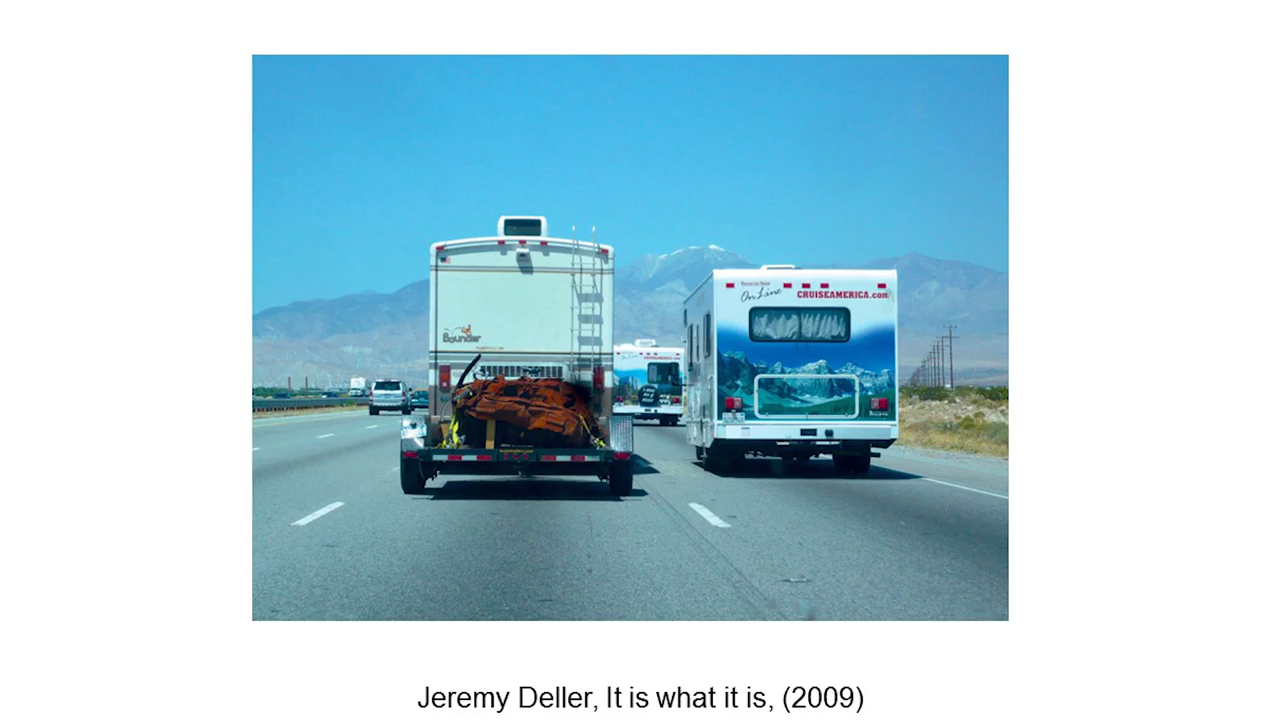 On Line
CRUISEAMERICA.com
Bounder
Jeremy Deller, It is what it is, (2009)